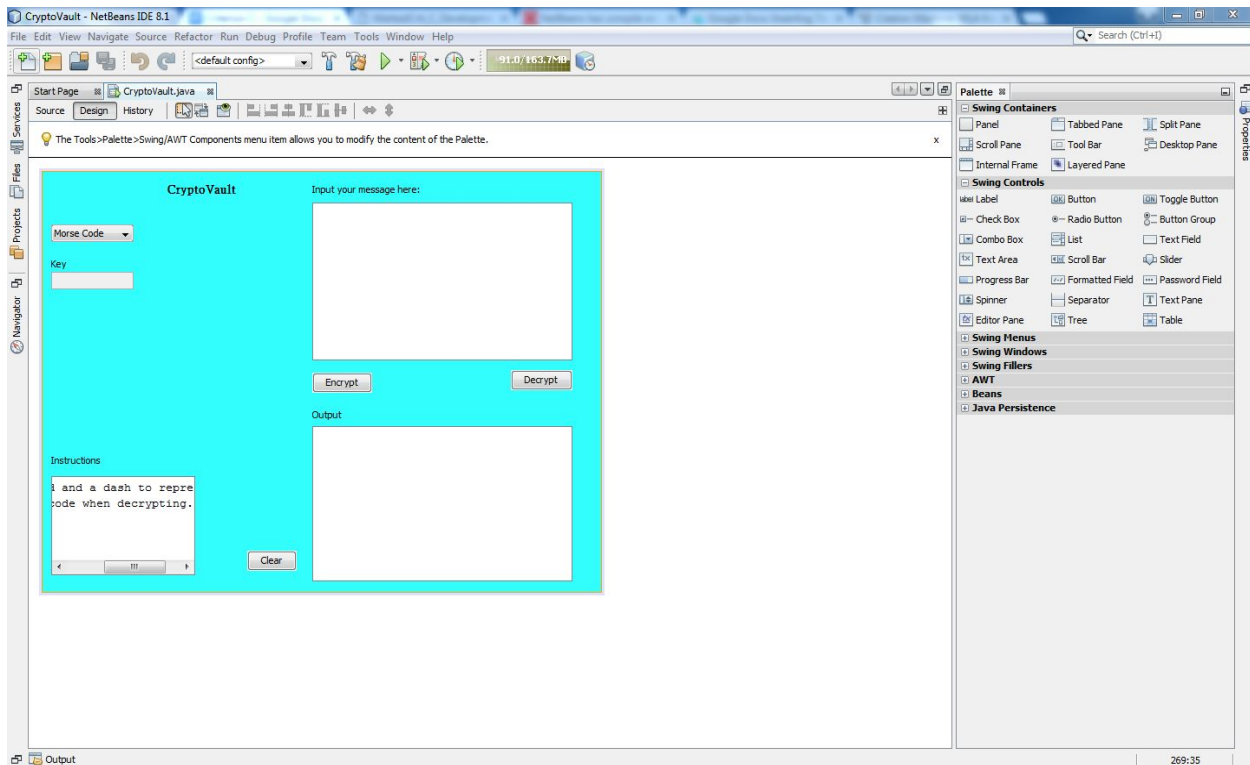 CryptoVault - NetBeans IDE 8.1
File Edit View Navigate Source Refactor Run Debug Profile Team Tools Window Help
Search (Ctrl+I)
<default config>
91.0/163.7MB
Start Page CryptoVault.java
Source Design History
The Tools>Palette>Swing/AWT Components menu item allows you to modify the content of the Palette. x
Services
Files
Projects
Navigator
CryptoVault
Morse Code
Key
Instructions
and a dash to repre
code when decrypting.
Clear
Input your message here:
Encrypt Decrypt
Output
Palette
Swing Containers
Panel Tabbed Pane Split Pane
Scroll Pane Tool Bar Desktop Pane
Internal Frame Layered Pane
Swing Controls
label Label OK Button ON Toggle Button
Check Box Radio Button Button Group
Combo Box List Text Field
Text Area Scroll Bar Slider
Progress Bar Formatted Field Password Field
Spinner Separator T Text Pane
Editor Pane Tree Table
Swing Menus
Swing Windows
Swing Fillers
AWT
Beans
Java Persistence
Properties
Output
269:35